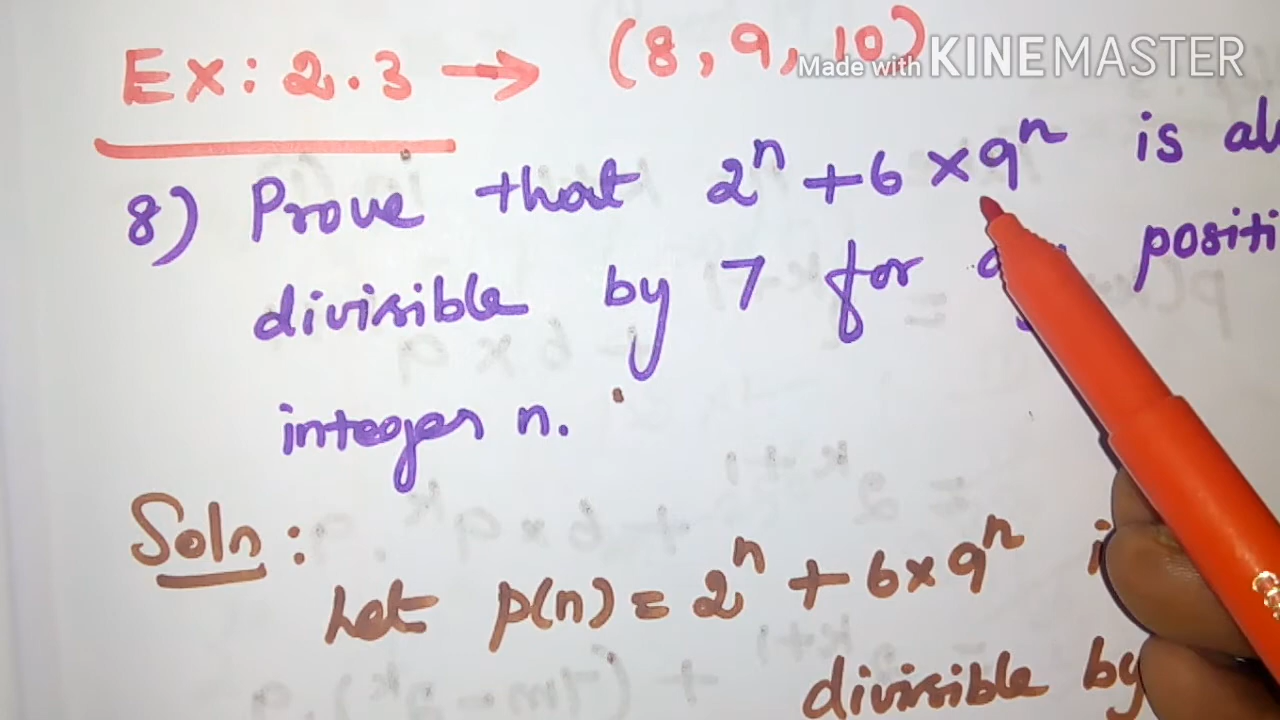 Ex: 2.3 → (8, 9, 10)
Made with KINEMASTER
8) Prove that 2ⁿ + 6 × 9ⁿ is
divisible by 7 for
integer n.
Soln:
Let p(n) = 2ⁿ + 6 × 9ⁿ
divisible by